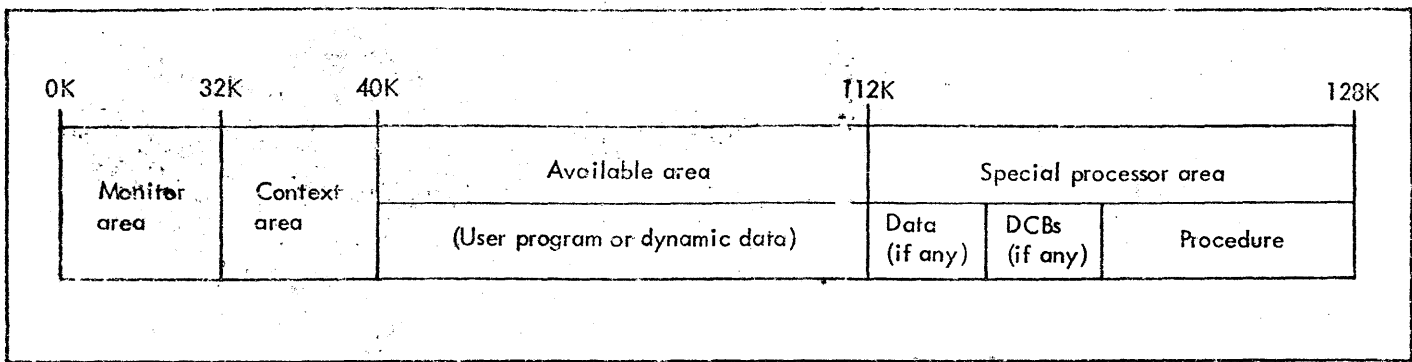 0K 32K 40K 112K 128K
Monitor area
Context area
Available area
(User program or dynamic data)
Special processor area
Data (if any)
DCBs (if any)
Procedure